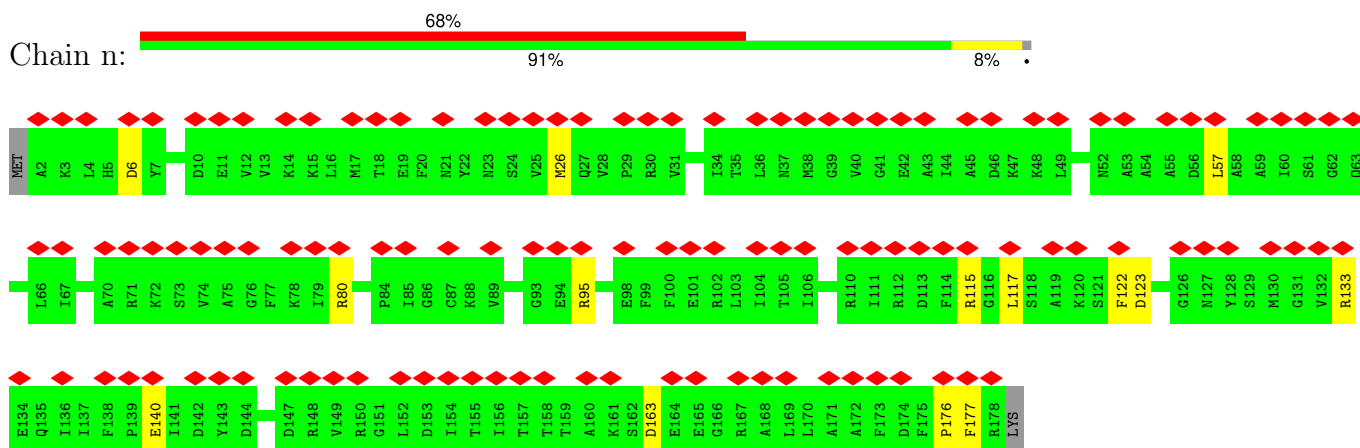 68%
Chain n:
91% 8% •
MET A2 K3 L4 H5 D6 Y7 D10 E11 V12 V13 K14 K15 L16 M17 T18 E19 F20 N21 Y22 N23 S24 V25 M26 Q27 V28 P29 R30 V31 I34 T35 L36 N37 M38 G39 V40 G41 E42 A43 I44 A45 D46 K47 K48 L49 N52 A53 A54 A55 D56 L57 A58 A59 I60 S61 G62 Q63
L66 I67 A70 R71 K72 S73 V74 A75 G76 F77 K78 I79 R80 P84 I85 G86 C87 K88 V89 G93 E94 R95 E98 F99 F100 E101 R102 L103 I104 T105 I106 R110 I111 R112 D113 F114 R115 G116 L117 S118 A119 K120 S121 F122 D123 G126 N127 Y128 S129 M130 G131 V132 R133
E134 Q135 I136 I137 F138 P139 E140 I141 D142 Y143 D144 D147 R148 V149 R150 G151 L152 D153 I154 T155 I156 T157 T158 T159 A160 K161 S162 D163 E164 E165 G166 R167 A168 L169 L170 A171 A172 F173 D174 F175 P176 F177 R178 LYS